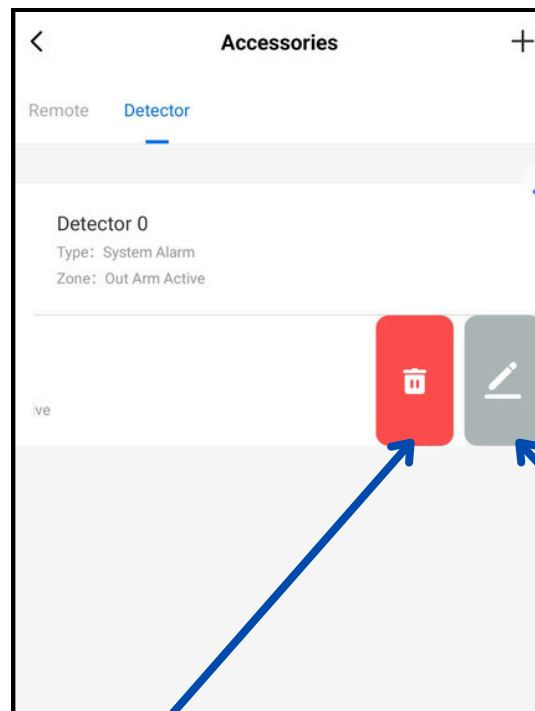 Accessories
Remote Detector
Detector 0
Type: System Alarm
Zone: Out Arm Active
ive